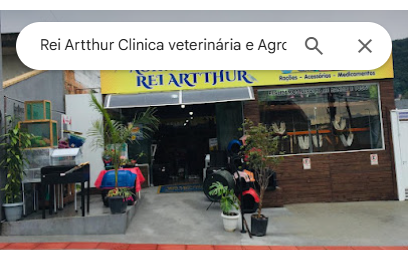 Rei Artthur Clinica veterinária e Agro
REI ARTTHUR
Rações - Acessórios - Medicamentos